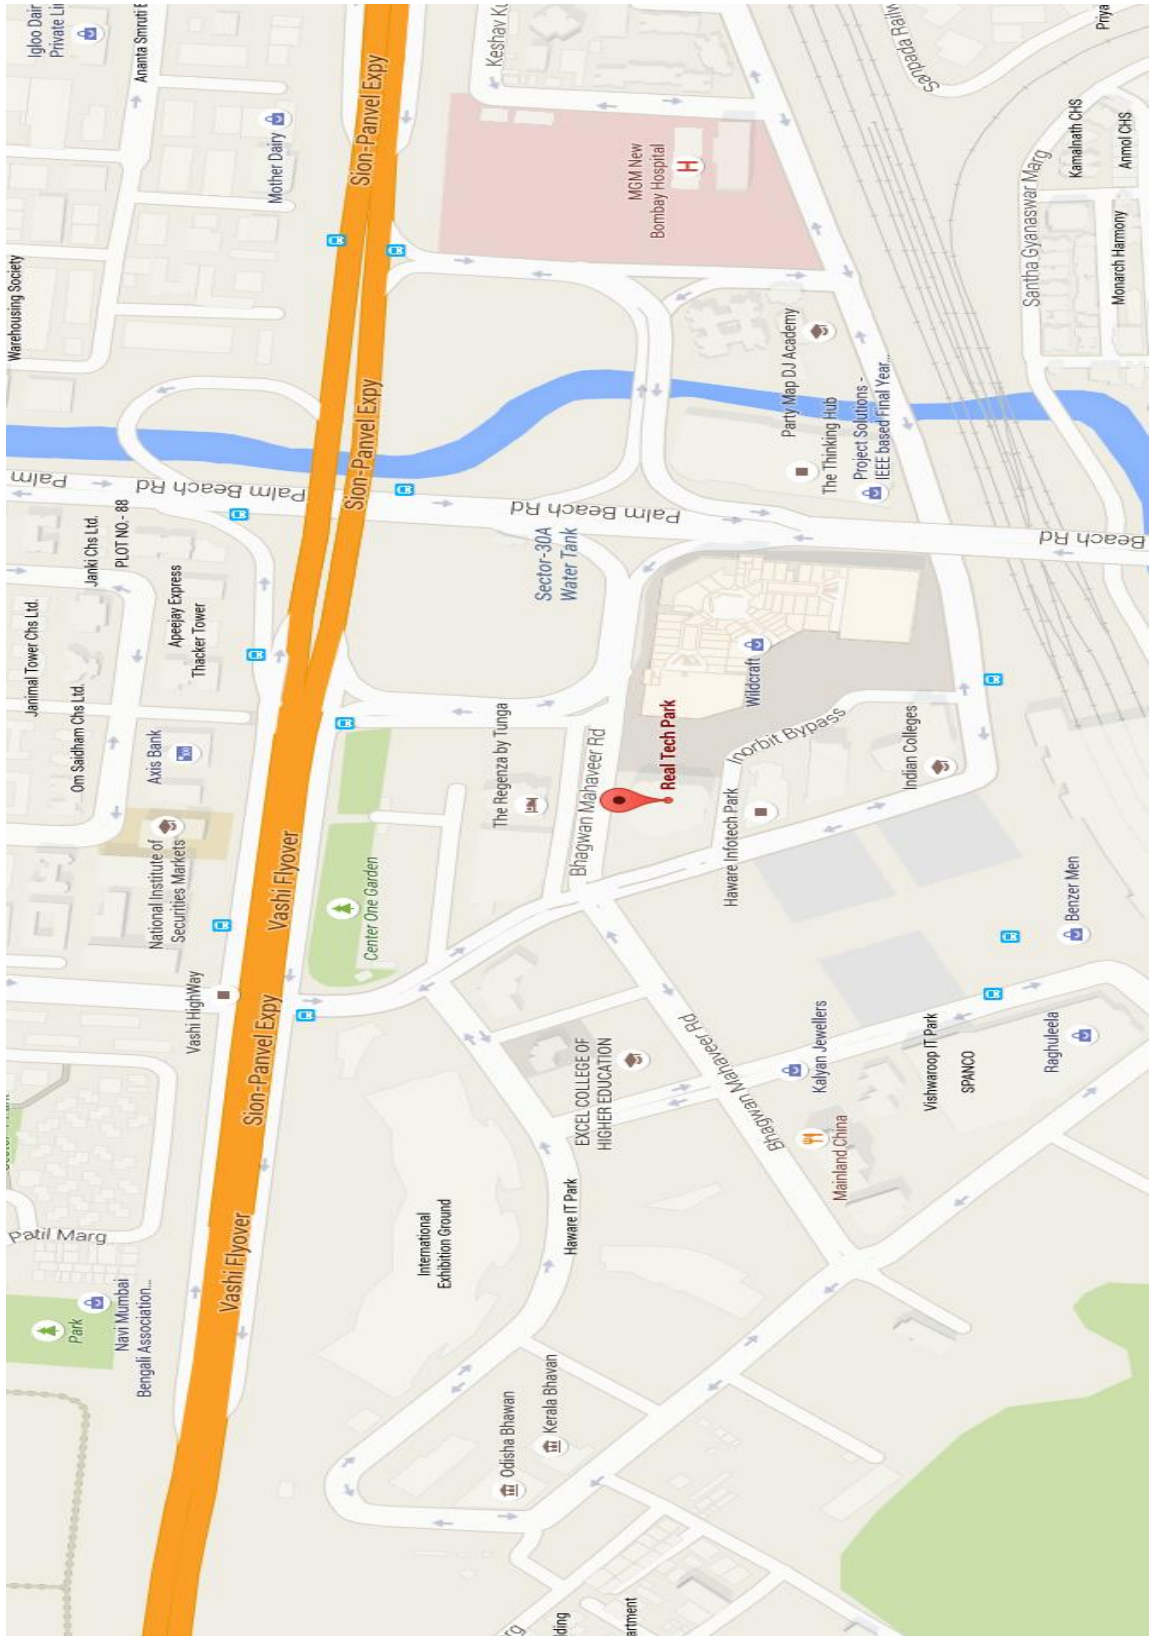 Igloo Dair
Private Li
Ananta Smruti B
Mother Dairy
Warehousing Society
Sion-Panvel Expy
Sion-Panvel Expy
Keshav Ku
MGM New
Bombay Hospital
H
Sanpada Railw
Priya
Kamalnath CHS
Anmol CHS
Santha Gyanaswar Marg
Monarch Harmony
Party Map DJ Academy
The Thinking Hub
Project Solutions -
IEEE based Final Year...
Palm
Palm Beach Rd
Palm Beach Rd
Beach Rd
Janki Chs Ltd.
PLOT NO.- 88
Apeejay Express
Thacker Tower
Janimal Tower Chs Ltd.
Om Saidham Chs Ltd.
Axis Bank
National Institute of
Securities Markets
Sector-30A
Water Tank
Wildcraft
Inorbit Bypass
Indian Colleges
The Regenza by Tunga
Bhagwan Mahaveer Rd
Real Tech Park
Haware Infotech Park
Vashi Flyover
Center One Garden
Vashi HighWay
Sion-Panvel Expy
Benzer Men
EXCEL COLLEGE OF
HIGHER EDUCATION
Bhagwan Mahaveer Rd
Kalyan Jewellers
Vishwaroop IT Park
SPANCO
Raghuleela
Mainland China
Patil Marg
Vashi Flyover
International
Exhibition Ground
Haware IT Park
Park
Navi Mumbai
Bengali Association...
Odisha Bhawan
Kerala Bhavan
rg
lding
artment